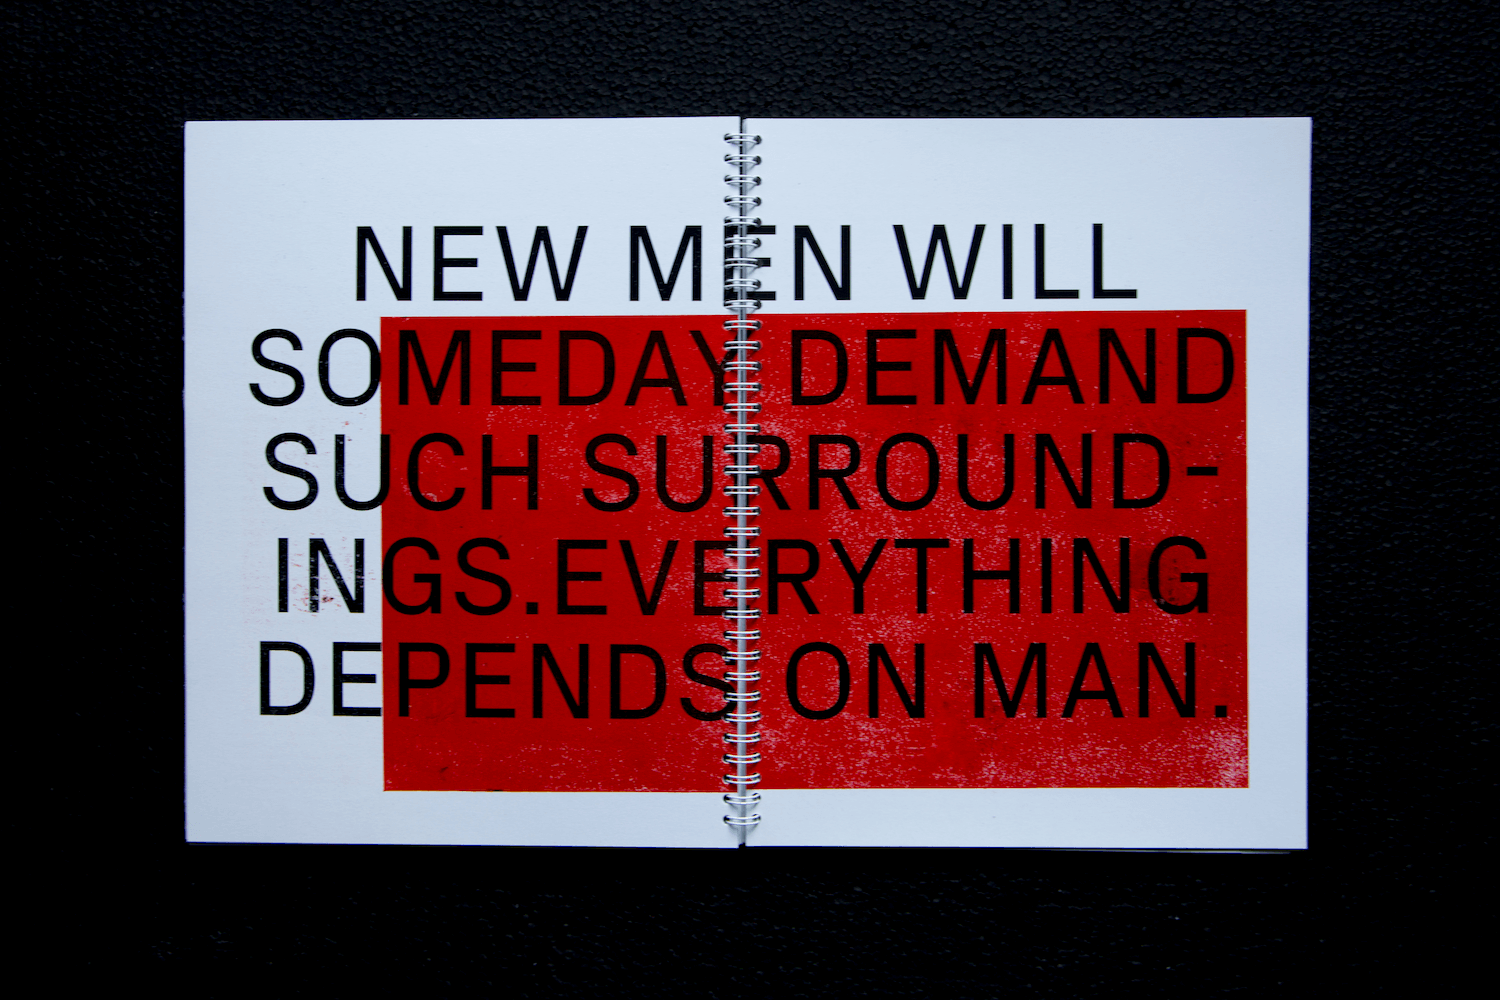 NEW MEN WILL
SOMEDAY DEMAND
SUCH SURROUND-
INGS.EVERYTHING
DEPENDS ON MAN.